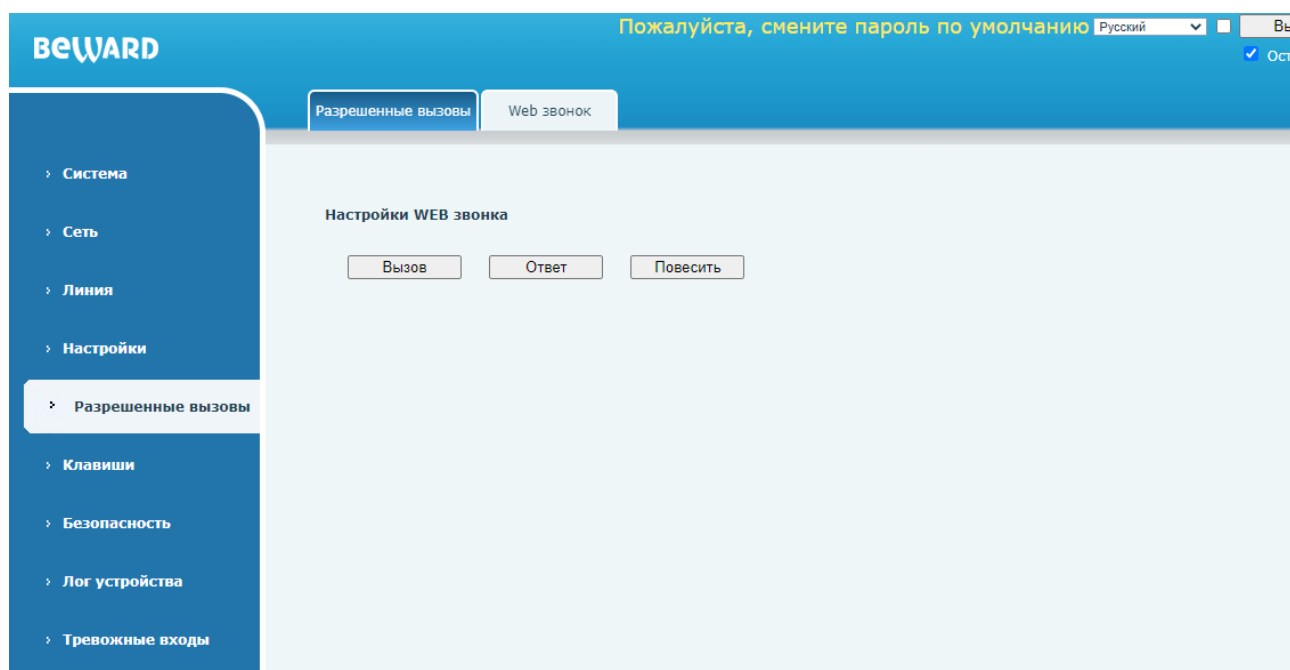 Пожалуйста, смените пароль по умолчанию Русский
BEWARD
Разрешенные вызовы Web звонок
Система
Сеть
Линия
Настройки
Разрешенные вызовы
Клавиши
Безопасность
Лог устройства
Тревожные входы
Настройки WEB звонка
Вызов Ответ Повесить